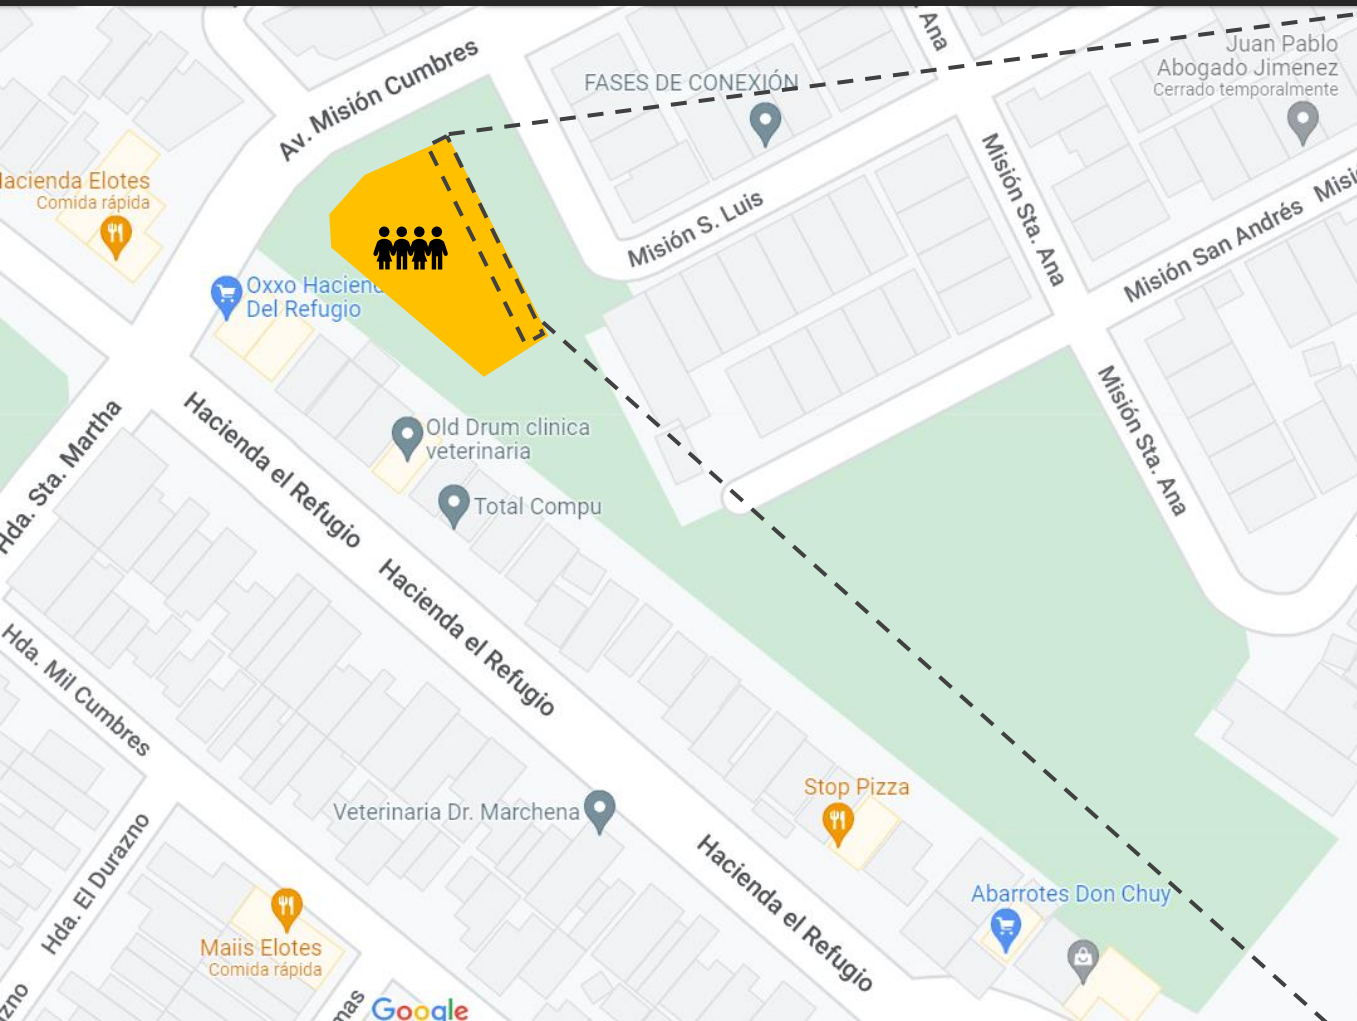 Ana
Av. Misión Cumbres
FASES DE CONEXIÓN
Juan Pablo
Abogado Jimenez
Cerrado temporalmente
Misión Sta. Ana
Hacienda Elotes
Comida rápida
Misión S. Luis
Misión San Andrés
Oxxo Haciend
Del Refugio
Misión Sta. Ana
Hda. Sta. Martha
Hacienda el Refugio
Old Drum clinica
veterinaria
Total Compu
Hacienda el Refugio
Hda. Mil Cumbres
Stop Pizza
Veterinaria Dr. Marchena
Hda. El Durazno
Hacienda el Refugio
Abarrotes Don Chuy
Maiis Elotes
Comida rápida
Google